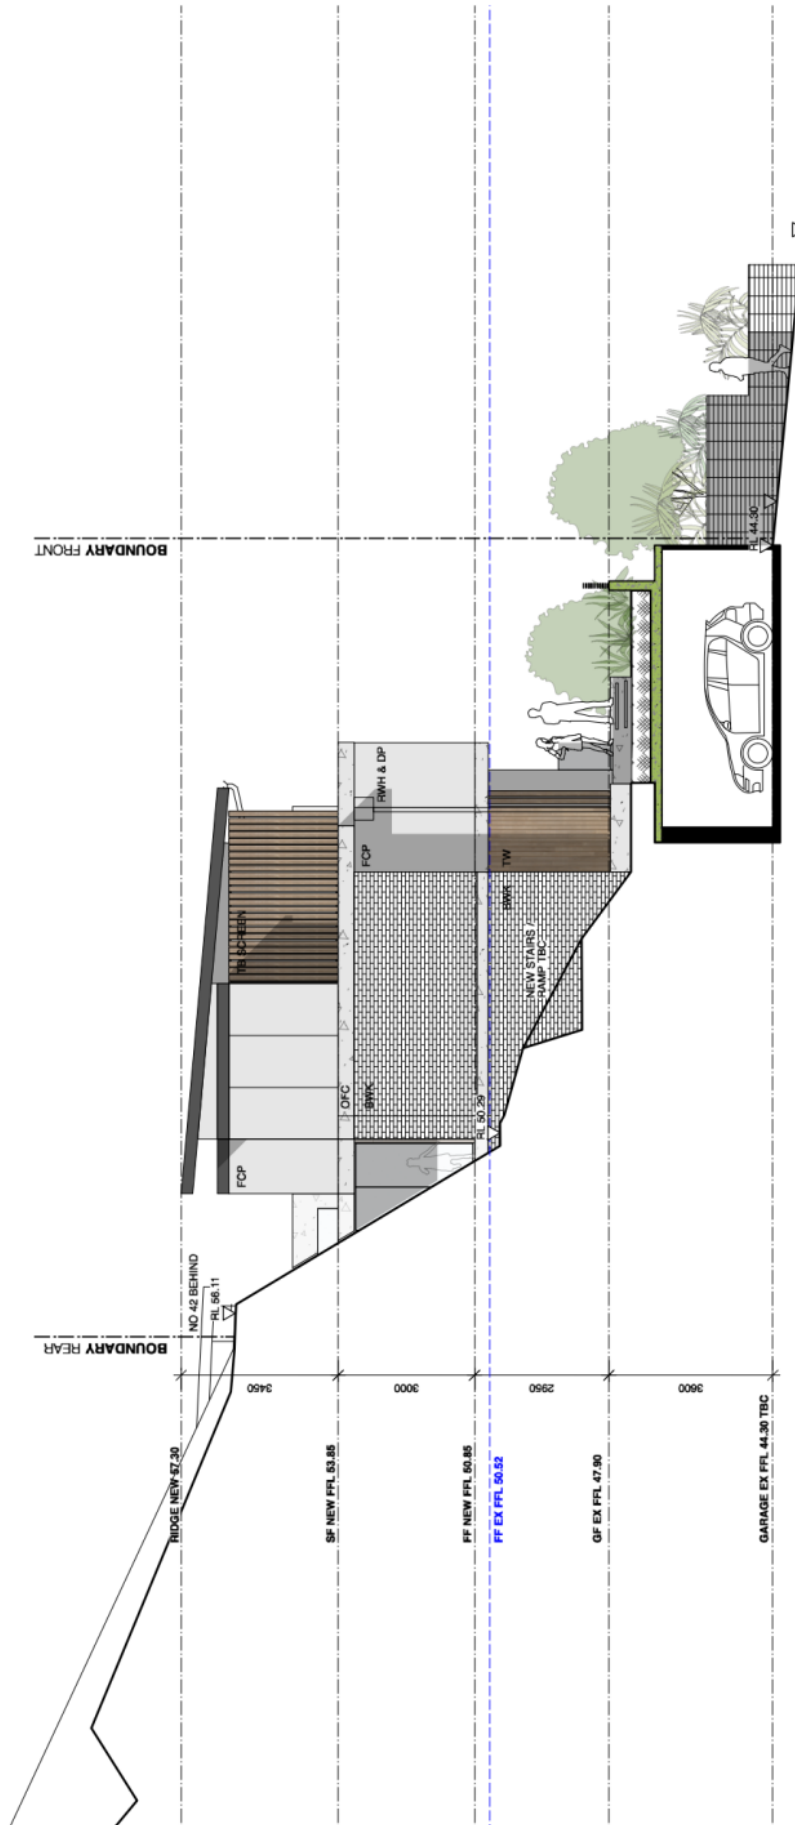 BOUNDARY REAR
BOUNDARY FRONT
NO 42 BEHIND
RL 56.11
RIDGE NEW 57.30
3450
SF NEW FFL 53.85
3000
FF NEW FFL 50.85
FF EX FFL 50.52
2950
GF EX FFL 47.90
3600
GARAGE EX FFL 44.30 TBC
FCP
TB SCREEN
OFC
BWK
FCP
RWH & DP
RL 50.29
BWK
TW
NEW STAIRS /
RAMP TBC
RL 44.30